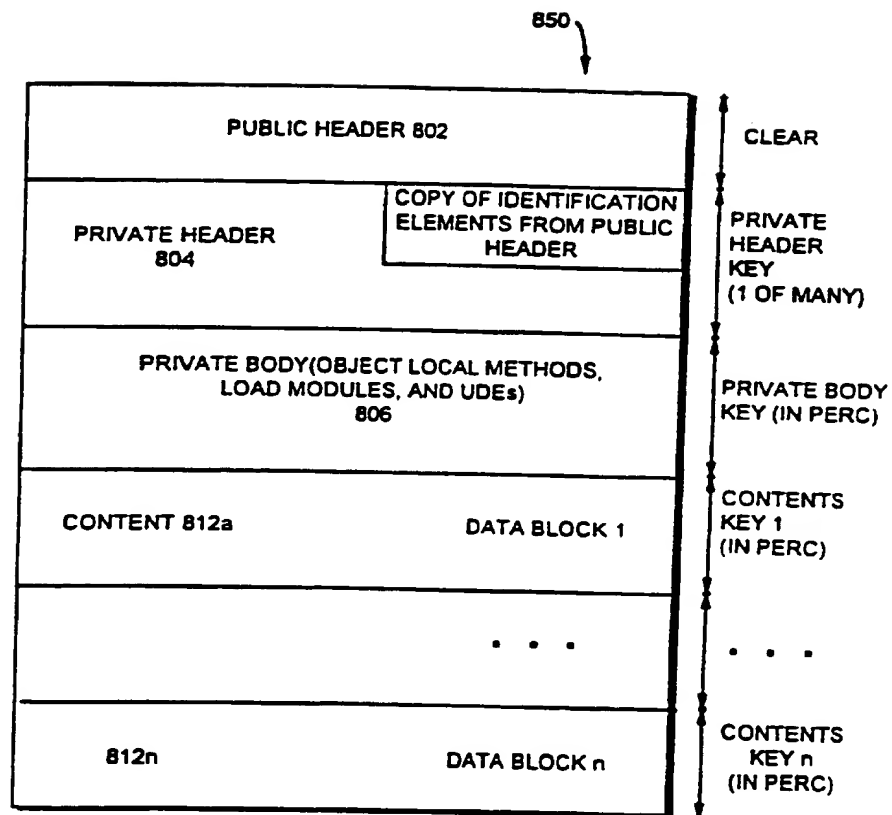 850
PUBLIC HEADER 802
CLEAR
COPY OF IDENTIFICATION
ELEMENTS FROM PUBLIC
HEADER
PRIVATE HEADER
804
PRIVATE
HEADER
KEY
(1 OF MANY)
PRIVATE BODY(OBJECT LOCAL METHODS,
LOAD MODULES, AND UDEs)
806
PRIVATE BODY
KEY (IN PERC)
CONTENT 812a
DATA BLOCK 1
CONTENTS
KEY 1
(IN PERC)
. . .
. . .
812n
DATA BLOCK n
CONTENTS
KEY n
(IN PERC)